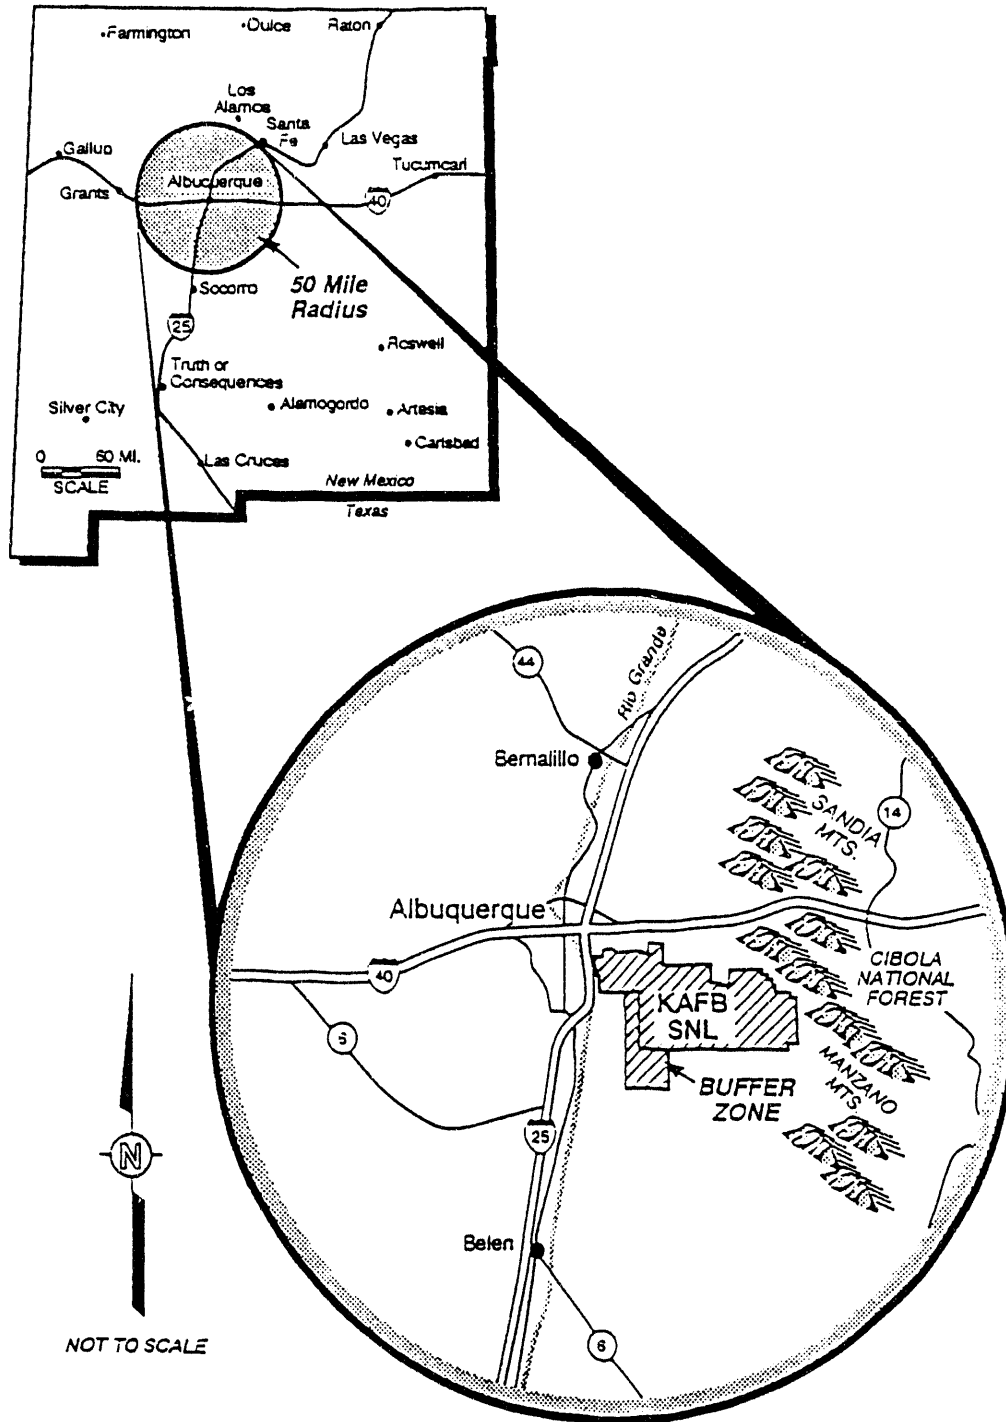 Farmington
Dulce
Raton
Los
Alamos
Santa
Fe
Las Vegas
Gallup
Tucumcari
Grants
Albuquerque
40
50 Mile
Radius
Socorro
25
Roswell
Truth or
Consequences
Silver City
Alamogordo
Artesia
Carlsbad
0 60 MI.
SCALE
Las Cruces
New Mexico
Texas
44
Rio Grande
Bernalillo
SANDIA
MTS.
14
Albuquerque
40
CIBOLA
NATIONAL
FOREST
KAFB
SNL
6
MANZANO
MTS.
BUFFER
ZONE
25
N
Belen
6
NOT TO SCALE